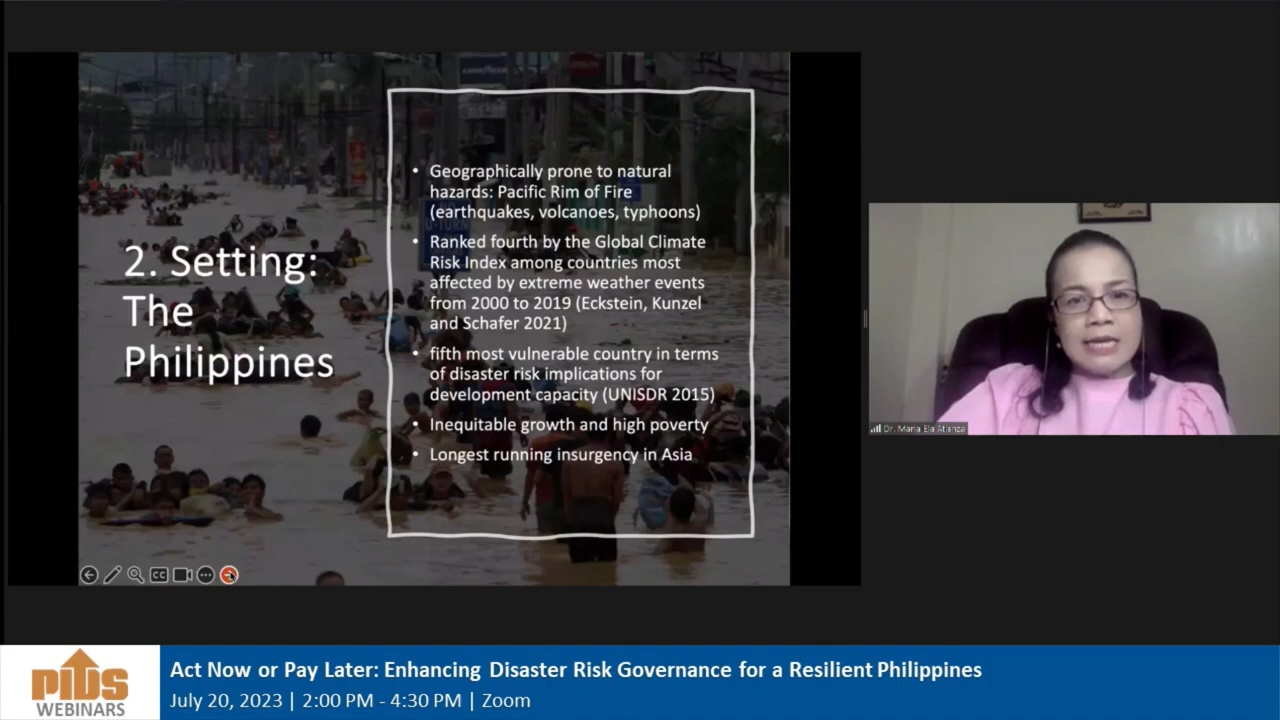 2. Setting:
The
Philippines
• Geographically prone to natural
hazards: Pacific Rim of Fire
(earthquakes, volcanoes, typhoons)
• Ranked fourth by the Global Climate
Risk Index among countries most
affected by extreme weather events
from 2000 to 2019 (Eckstein, Kunzel
and Schafer 2021)
• fifth most vulnerable country in terms
of disaster risk implications for
development capacity (UNISDR 2015)
• Inequitable growth and high poverty
• Longest running insurgency in Asia
U-TURN
CC
Dr. Maria Ela Atienza
PIDS
WEBINARS
Act Now or Pay Later: Enhancing Disaster Risk Governance for a Resilient Philippines
July 20, 2023 | 2:00 PM - 4:30 PM | Zoom